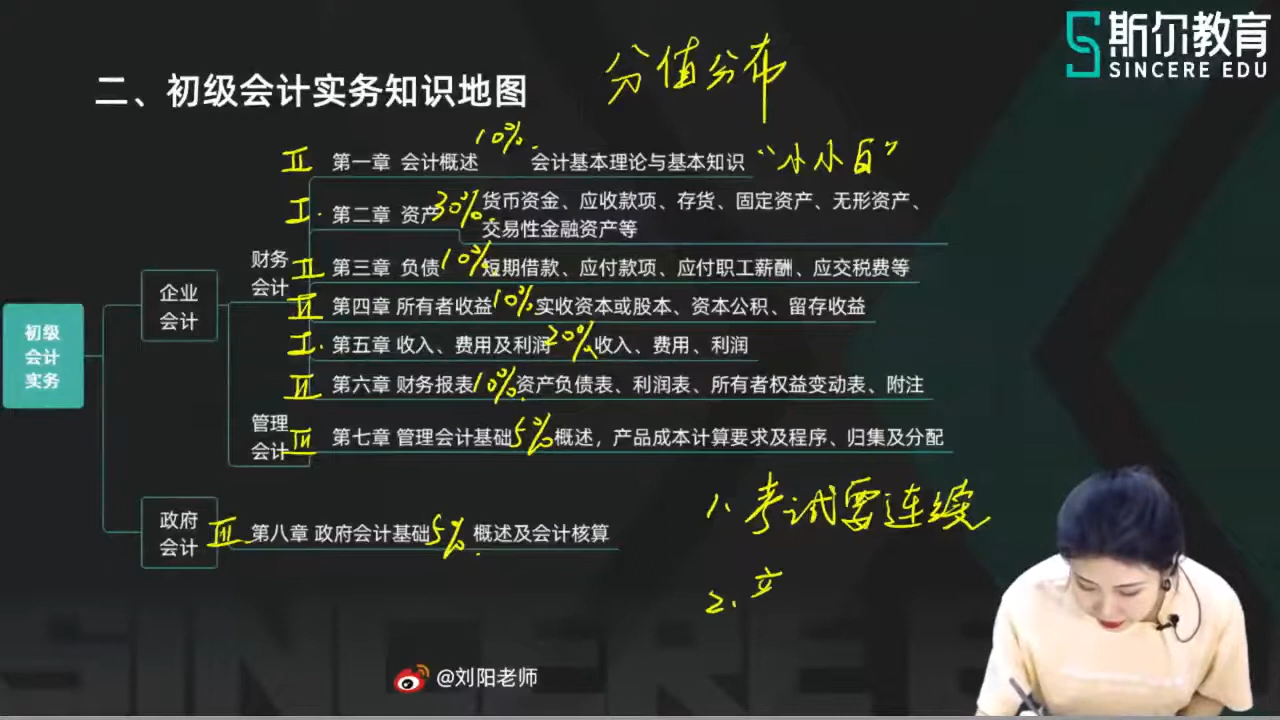 斯尔教育
SINCERE EDU
二、初级会计实务知识地图
分值分布
Ⅱ 第一章 会计概述 10% 会计基本理论与基本知识 “小小白”
Ⅰ. 第二章 资产 30% 货币资金、应收款项、存货、固定资产、无形资产、
交易性金融资产等
财务
会计
Ⅱ 第三章 负债 10% 短期借款、应付款项、应付职工薪酬、应交税费等
企业
会计
Ⅱ 第四章 所有者收益 10% 实收资本或股本、资本公积、留存收益
初级
会计
实务
Ⅰ. 第五章 收入、费用及利润 20% 收入、费用、利润
Ⅱ 第六章 财务报表 10% 资产负债表、利润表、所有者权益变动表、附注
管理
会计
Ⅲ 第七章 管理会计基础 5% 概述，产品成本计算要求及程序、归集及分配
1. 考试要连续
政府
会计
Ⅲ 第八章 政府会计基础 5% 概述及会计核算
2.
@刘阳老师